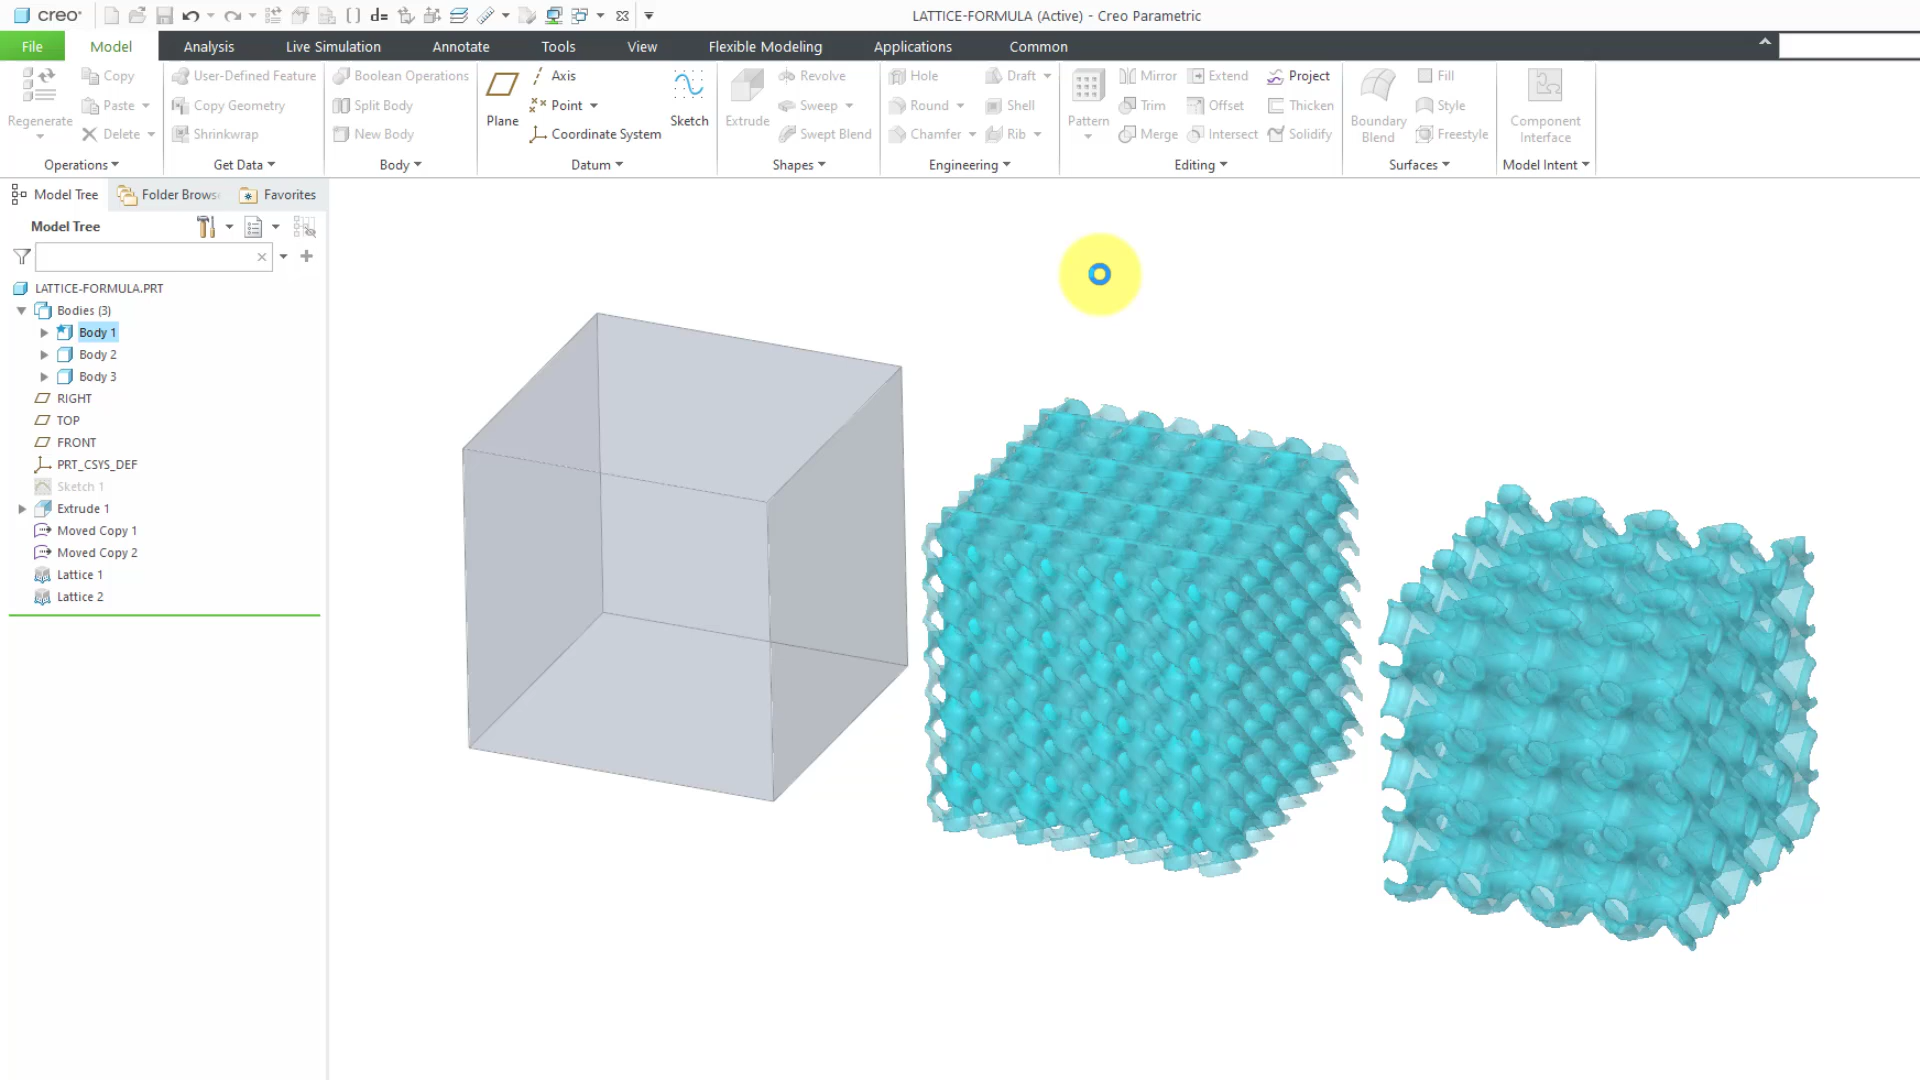 creo
LATTICE-FORMULA (Active) - Creo Parametric
File
Model
Analysis
Live Simulation
Annotate
Tools
View
Flexible Modeling
Applications
Common
Regenerate
Copy
Paste
Delete
Operations
User-Defined Feature
Copy Geometry
Shrinkwrap
Get Data
Boolean Operations
Split Body
New Body
Body
Plane
Axis
Point
Coordinate System
Sketch
Datum
Extrude
Revolve
Sweep
Swept Blend
Shapes
Hole
Round
Chamfer
Draft
Shell
Rib
Engineering
Pattern
Mirror
Trim
Merge
Extend
Offset
Intersect
Project
Thicken
Solidify
Editing
Boundary
Blend
Fill
Style
Freestyle
Surfaces
Component
Interface
Model Intent
Model Tree
Folder Brows
Favorites
Model Tree
LATTICE-FORMULA.PRT
Bodies (3)
Body 1
Body 2
Body 3
RIGHT
TOP
FRONT
PRT_CSYS_DEF
Sketch 1
Extrude 1
Moved Copy 1
Moved Copy 2
Lattice 1
Lattice 2